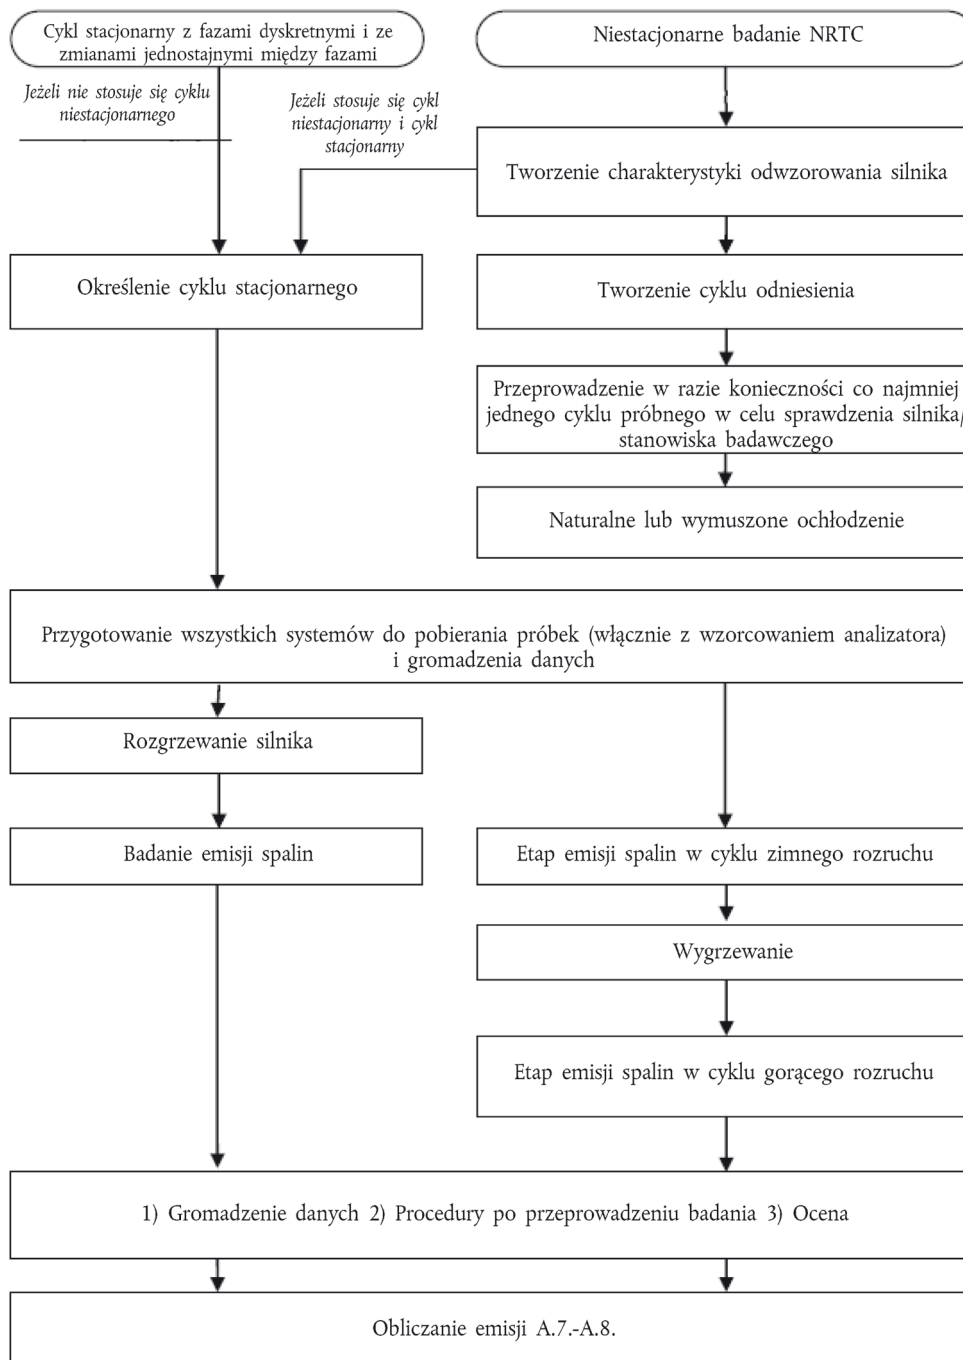 Cykl stacjonarny z fazami dyskretnymi i ze
zmianami jednostajnymi między fazami
Niestacjonarne badanie NRTC
Jeżeli nie stosuje się cyklu
niestacjonarnego
Jeżeli stosuje się cykl
niestacjonarny i cykl
stacjonarny
Tworzenie charakterystyki odwzorowania silnika
Określenie cyklu stacjonarnego
Tworzenie cyklu odniesienia
Przeprowadzenie w razie konieczności co najmniej
jednego cyklu próbnego w celu sprawdzenia silnika/
stanowiska badawczego
Naturalne lub wymuszone ochłodzenie
Przygotowanie wszystkich systemów do pobierania próbek (włącznie z wzorcowaniem analizatora)
i gromadzenia danych
Rozgrzewanie silnika
Badanie emisji spalin
Etap emisji spalin w cyklu zimnego rozruchu
Wygrzewanie
Etap emisji spalin w cyklu gorącego rozruchu
1) Gromadzenie danych 2) Procedury po przeprowadzeniu badania 3) Ocena
Obliczanie emisji A.7.-A.8.